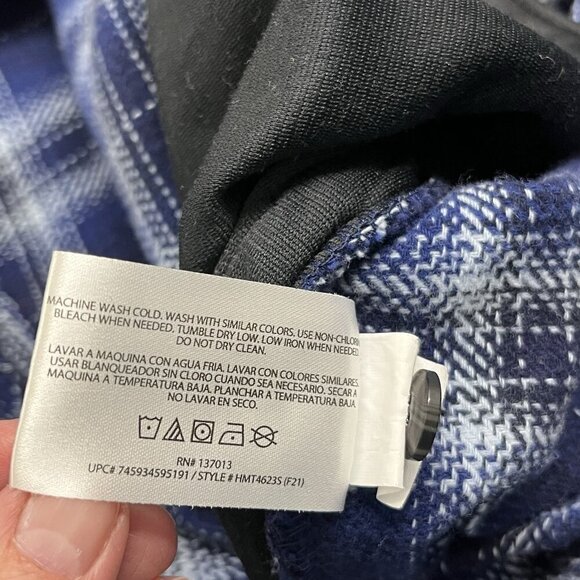 MACHINE WASH COLD. WASH WITH SIMILAR COLORS. USE NON-CHLORIN
BLEACH WHEN NEEDED. TUMBLE DRY LOW. LOW IRON WHEN NEEDED.
DO NOT DRY CLEAN.
LAVAR A MAQUINA CON AGUA FRIA. LAVAR CON COLORES SIMILARES.
USAR BLANQUEADOR SIN CLORO CUANDO SEA NECESARIO. SECAR A
MAQUINA A TEMPERATURA BAJA. PLANCHAR A TEMPERATURA BAJA.
NO LAVAR EN SECO.
RN# 137013
UPC# 745934595191 / STYLE # HMT4623S (F21)